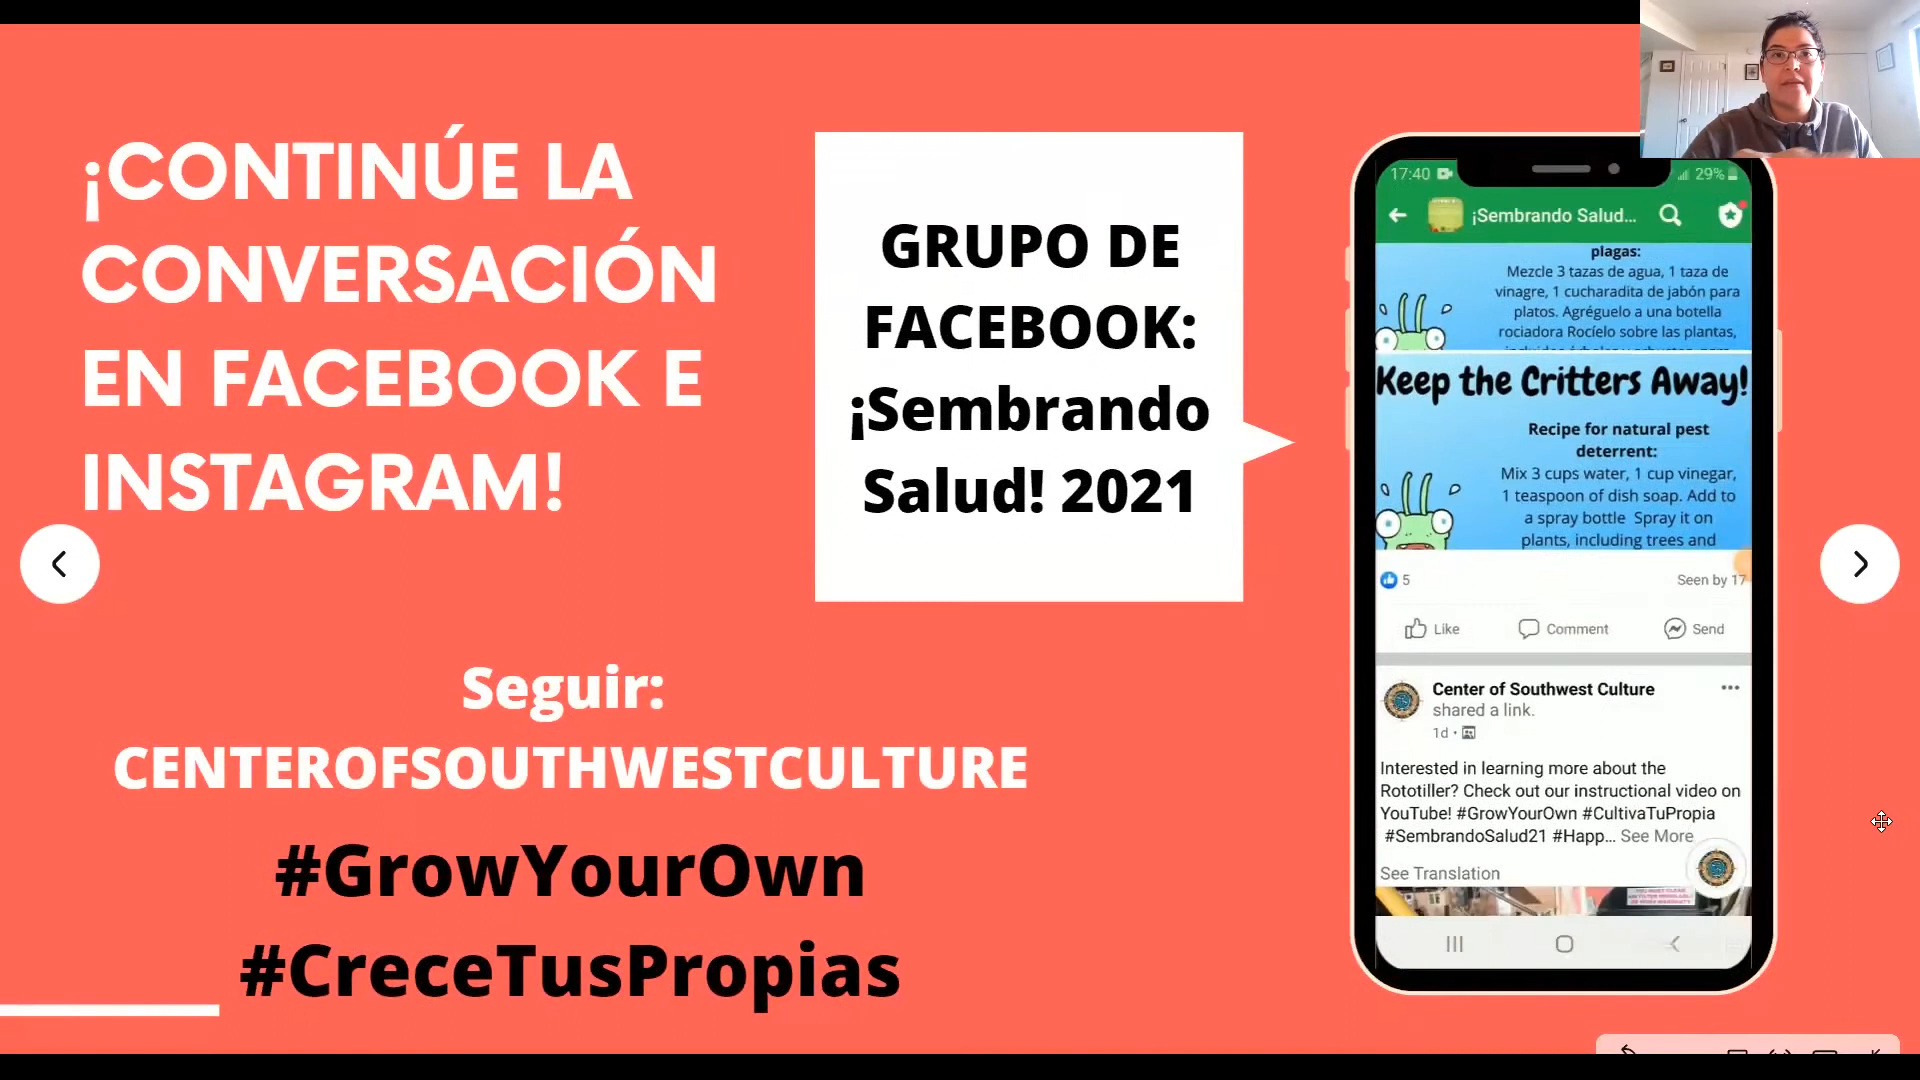 ¡CONTINÚE LA
CONVERSACIÓN
EN FACEBOOK E
INSTAGRAM!
GRUPO DE
FACEBOOK:
¡Sembrando
Salud! 2021
Seguir:
CENTEROFSOUTHWESTCULTURE
#GrowYourOwn
#CreceTusPropias
17:40 29%
¡Sembrando Salud...
plagas:
Mezcle 3 tazas de agua, 1 taza de
vinagre, 1 cucharadita de jabón para
platos. Agréguelo a una botella
rociadora Rocíelo sobre las plantas,
Keep the Critters Away!
Recipe for natural pest
deterrent:
Mix 3 cups water, 1 cup vinegar,
1 teaspoon of dish soap. Add to
a spray bottle Spray it on
plants, including trees and
5 Seen by 17
Like Comment Send
Center of Southwest Culture
shared a link.
1d
Interested in learning more about the
Rototiller? Check out our instructional video on
YouTube! #GrowYourOwn #CultivaTuPropia
#SembrandoSalud21 #Happ... See More
See Translation